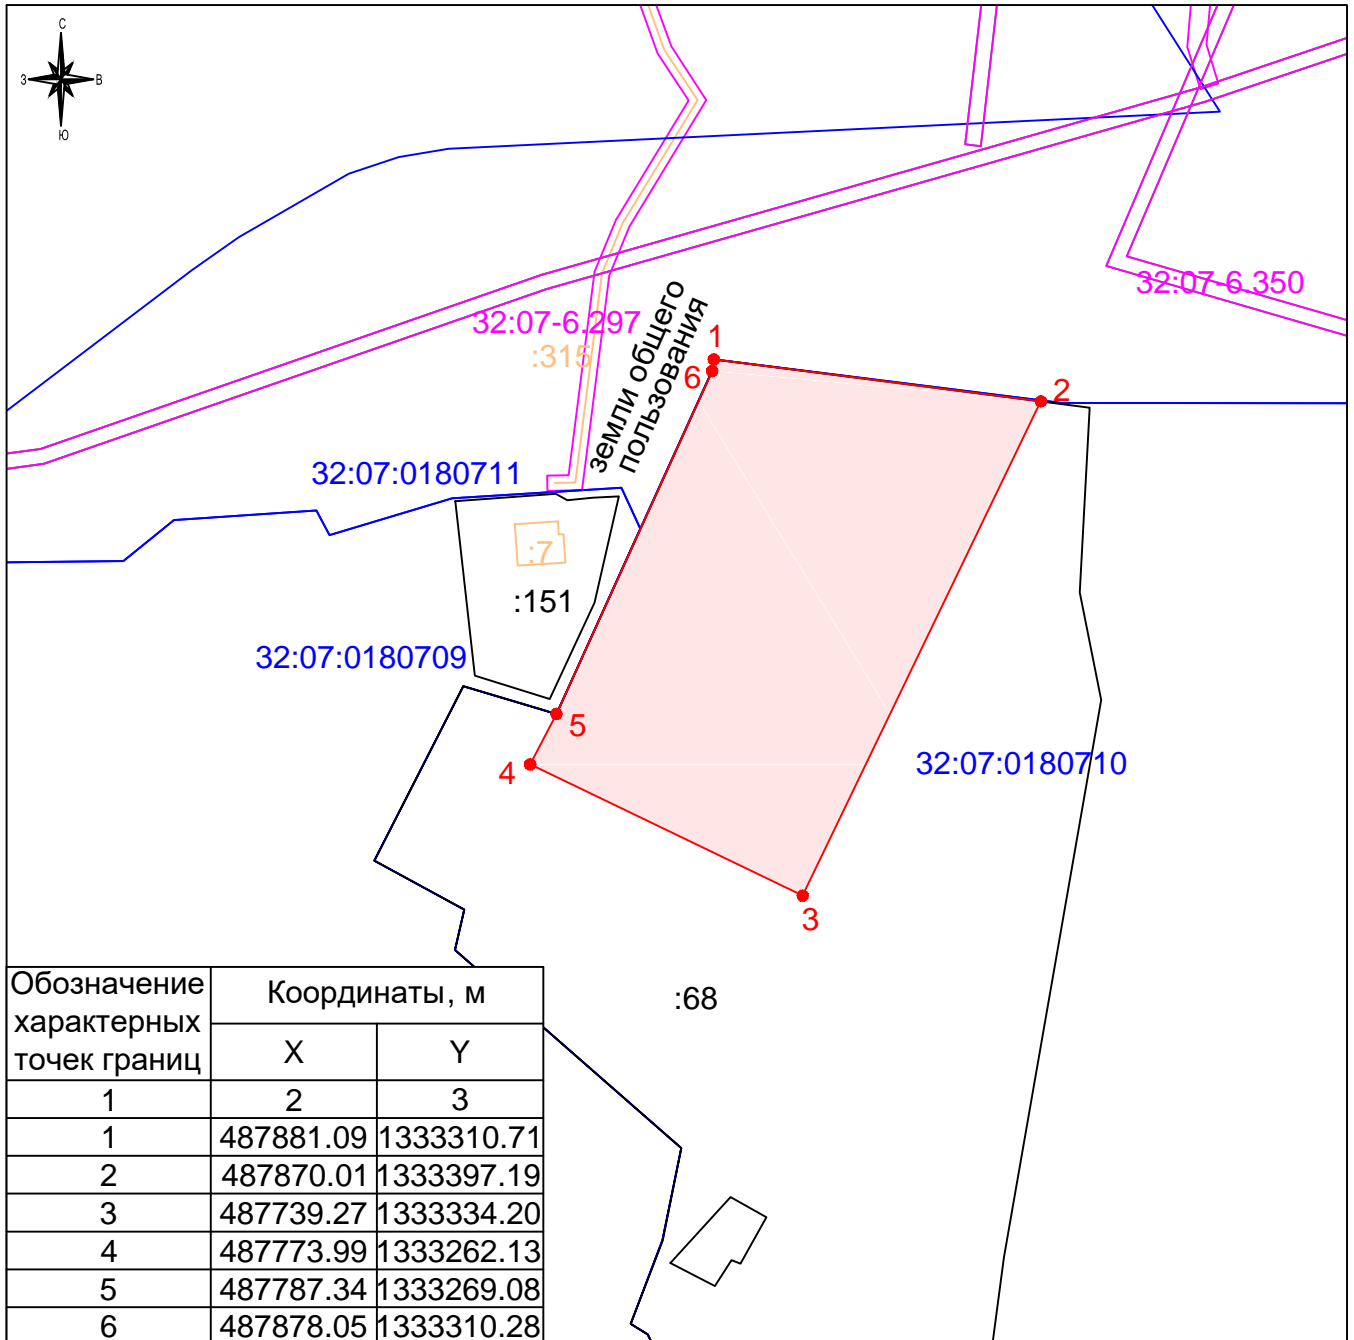 С
З
В
Ю
32:07-6.350
32:07-6.297
:315
земли общего
пользования
1
6
2
32:07:0180711
:7
:151
32:07:0180709
5
4
32:07:0180710
3
:68
Обозначение
характерных
точек границ
Координаты, м
X Y
1 2 3
1 487881.09 1333310.71
2 487870.01 1333397.19
3 487739.27 1333334.20
4 487773.99 1333262.13
5 487787.34 1333269.08
6 487878.05 1333310.28